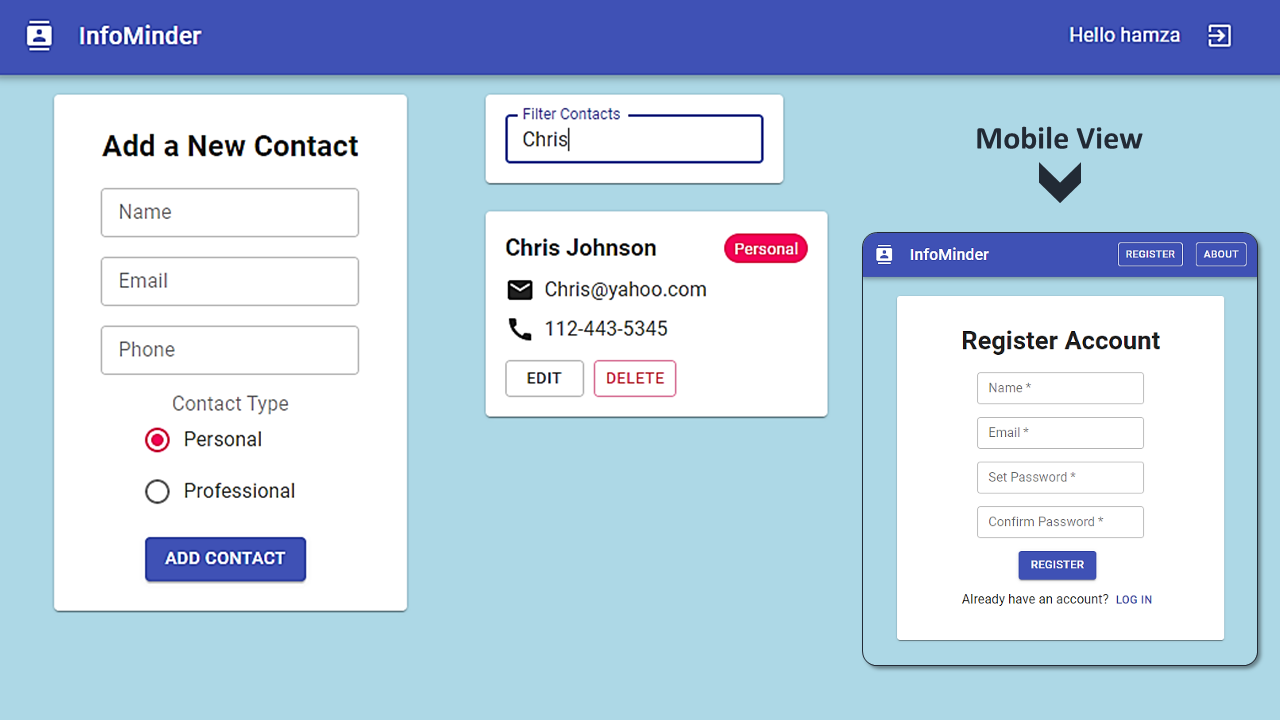 InfoMinder
Hello hamza
Add a New Contact
Name
Email
Phone
Contact Type
Personal
Professional
ADD CONTACT
Filter Contacts
Chris
Chris Johnson
Personal
Chris@yahoo.com
112-443-5345
EDIT
DELETE
Mobile View
InfoMinder
REGISTER
ABOUT
Register Account
Name *
Email *
Set Password *
Confirm Password *
REGISTER
Already have an account? LOG IN